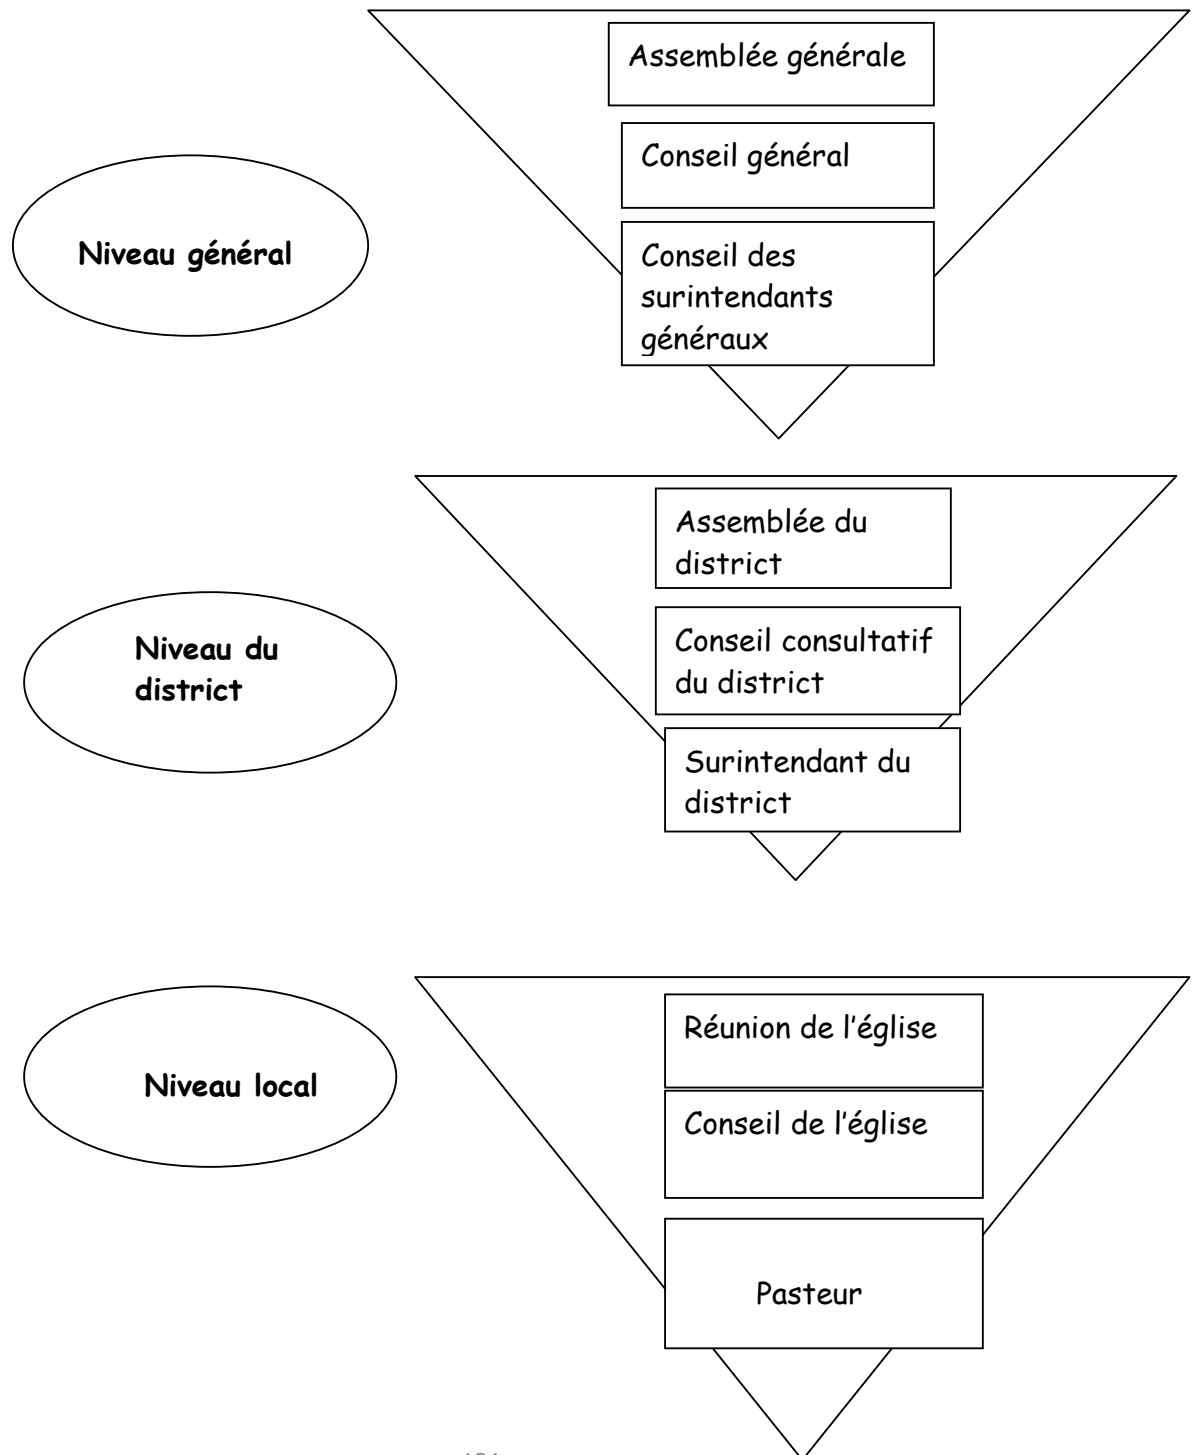 Assemblée générale
Conseil général
Niveau général
Conseil des
surintendants
généraux
Assemblée du
district
Niveau du
district
Conseil consultatif
du district
Surintendant du
district
Réunion de l'église
Niveau local
Conseil de l'église
Pasteur